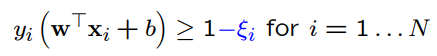 yᵢ (w⊤xᵢ + b) ≥ 1−ξᵢ for i = 1…N